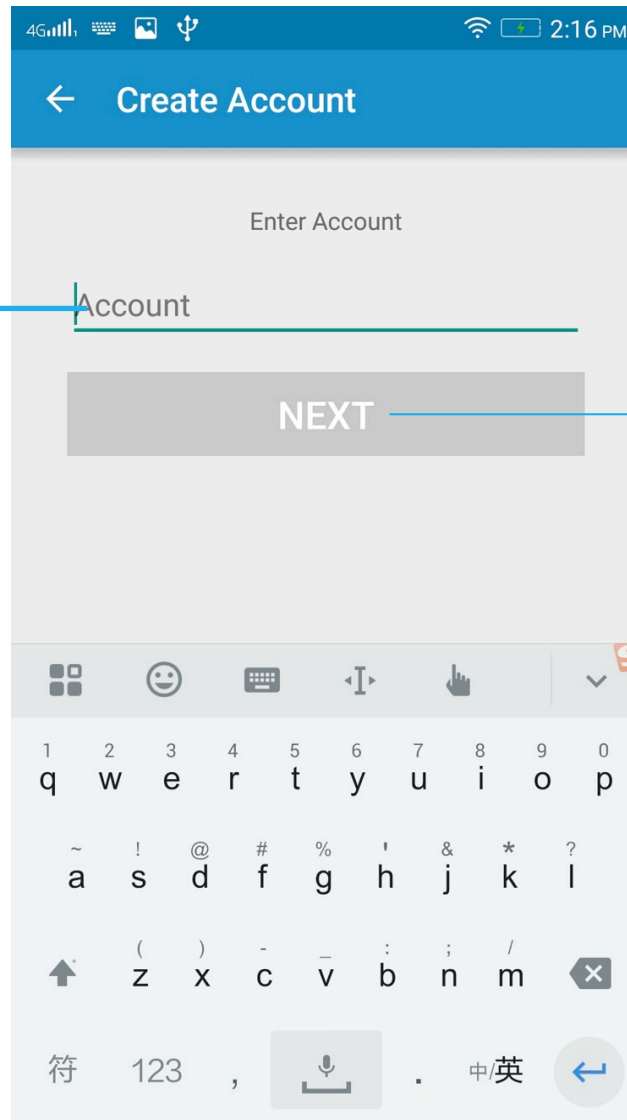 4G 2:16 PM
Create Account
Enter Account
Account
NEXT
1 2 3 4 5 6 7 8 9 0
q w e r t y u i o p
~ ! @ # % ' & * ?
a s d f g h j k l
( ) - _ : ; /
z x c v b n m
符 123 , . 中/英